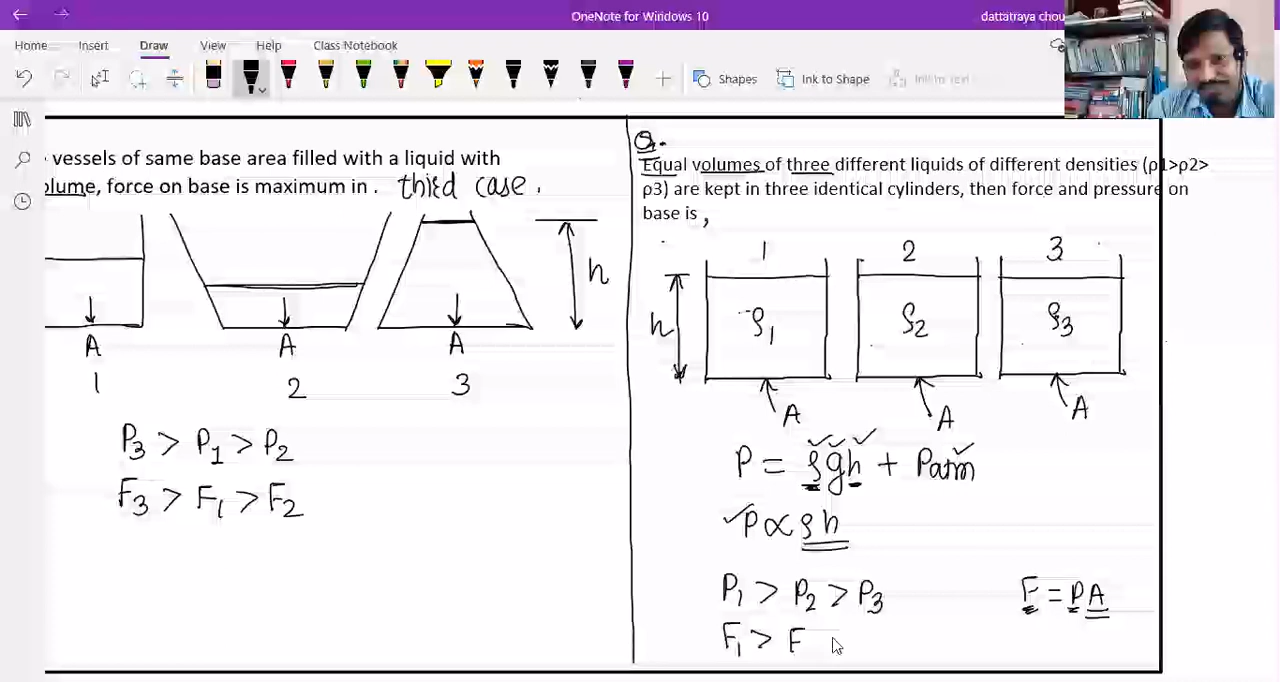 OneNote for Windows 10
dattatraya chou
Home Insert Draw View Help Class Notebook
Shapes Ink to Shape Ink to Text
vessels of same base area filled with a liquid with
olume, force on base is maximum in . third case.
h
A A A
1 2 3
P3 > P1 > P2
F3 > F1 > F2
Q.
Equal volumes of three different liquids of different densities (ρ1>ρ2>
ρ3) are kept in three identical cylinders, then force and pressure on
base is ,
1 2 3
h ρ1 ρ2 ρ3
A A A
P = ρgh + Patm
P ∝ ρh
P1 > P2 > P3
F = PA
F1 > F